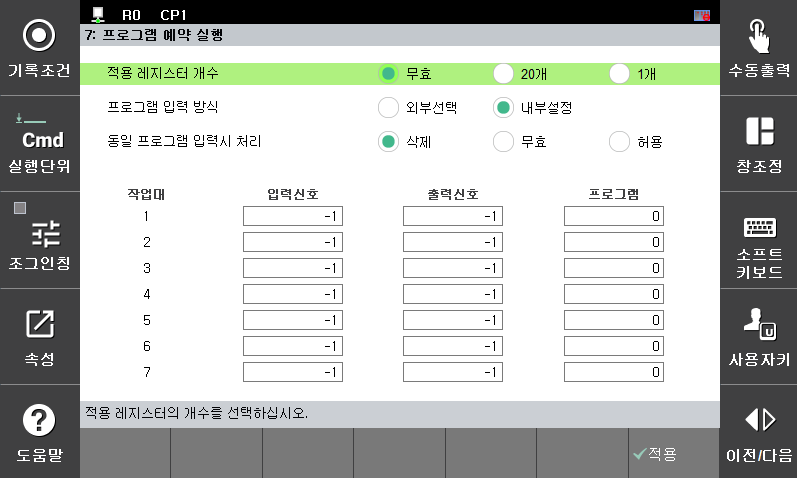 R0 CP1
7: 프로그램 예약 실행
기록조건
Cmd
실행단위
조그인칭
속성
도움말
적용 레지스터 개수 무효 20개 1개
프로그램 입력 방식 외부선택 내부설정
동일 프로그램 입력시 처리 삭제 무효 허용
작업대 입력신호 출력신호 프로그램
1 -1 -1 0
2 -1 -1 0
3 -1 -1 0
4 -1 -1 0
5 -1 -1 0
6 -1 -1 0
7 -1 -1 0
적용 레지스터의 개수를 선택하십시오.
적용
수동출력
창조정
소프트
키보드
U
사용자키
이전/다음